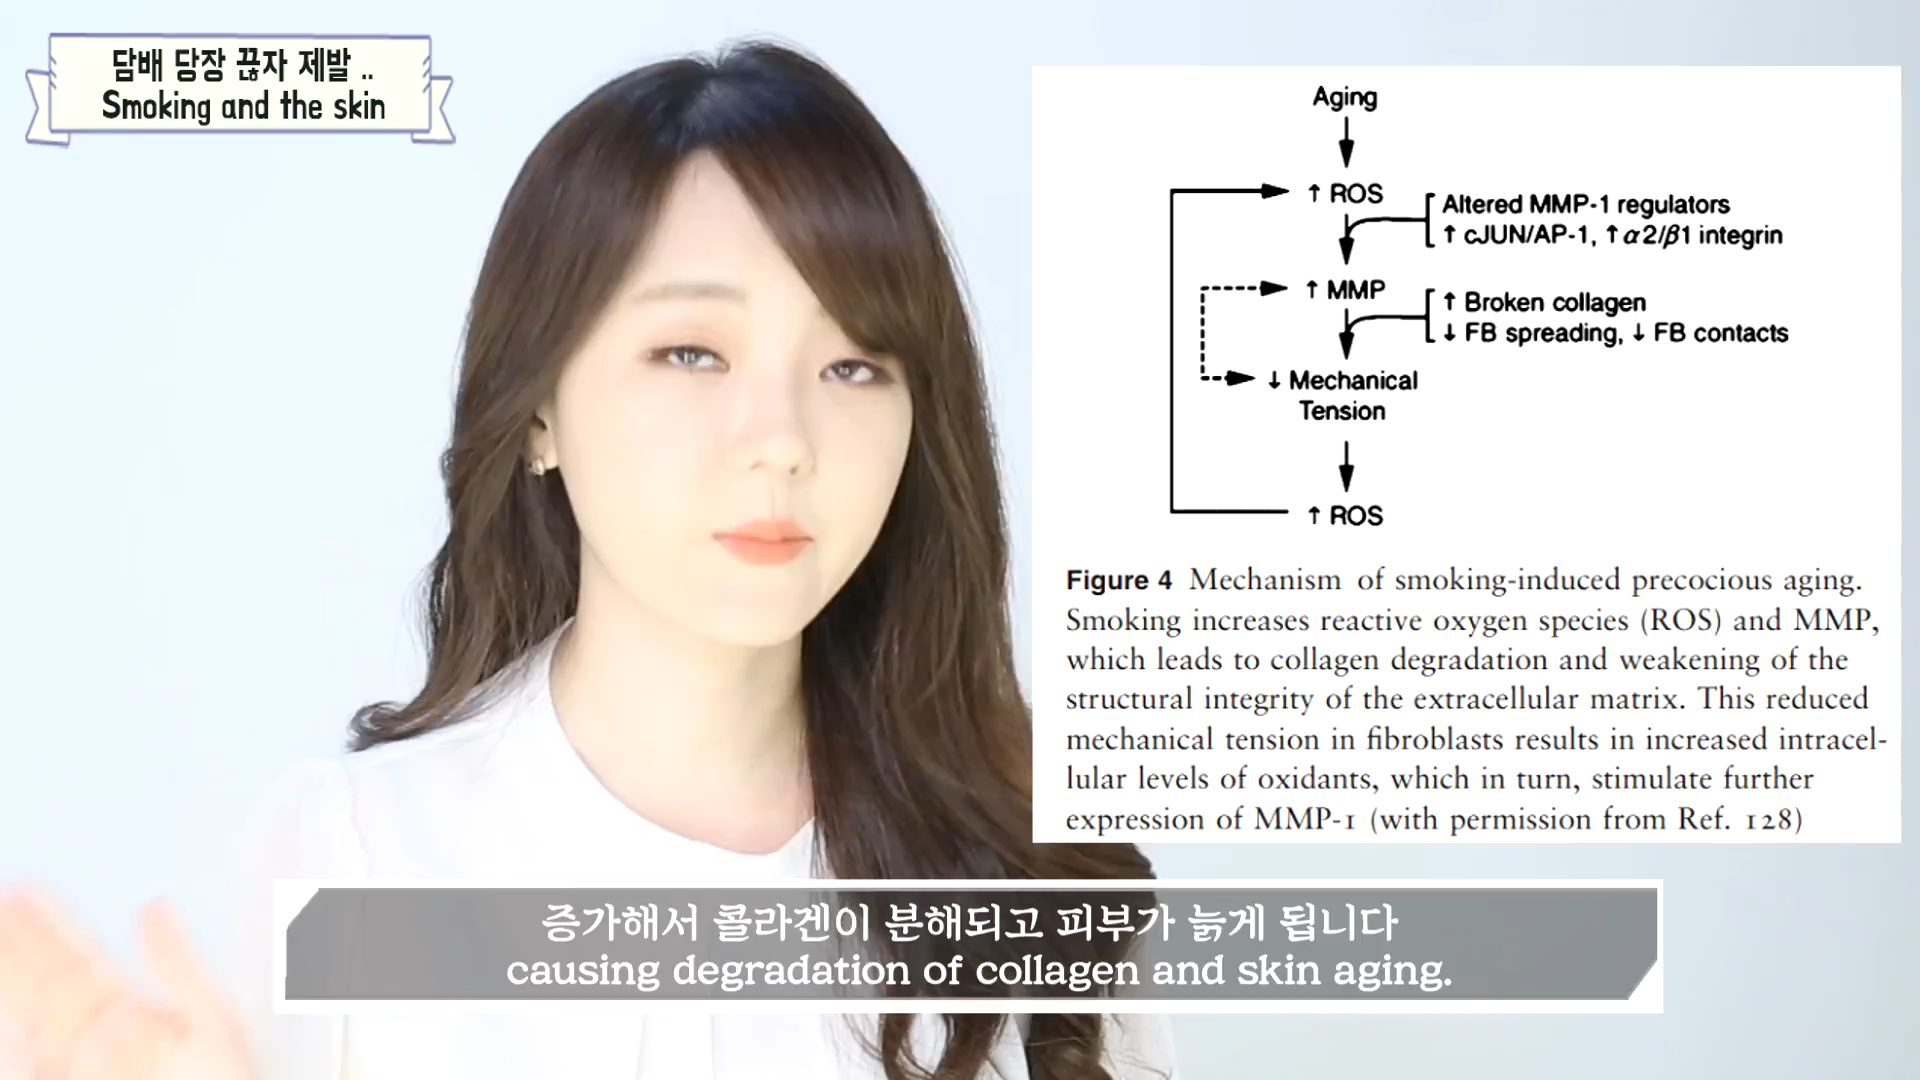 담배 당장 끊자 제발 ..
Smoking and the skin
Aging
↑ ROS
Altered MMP-1 regulators
↑ cJUN/AP-1, ↑ α2/β1 integrin
↑ MMP
↑ Broken collagen
↓ FB spreading, ↓ FB contacts
↓ Mechanical
Tension
↑ ROS
Figure 4 Mechanism of smoking-induced precocious aging.
Smoking increases reactive oxygen species (ROS) and MMP,
which leads to collagen degradation and weakening of the
structural integrity of the extracellular matrix. This reduced
mechanical tension in fibroblasts results in increased intracel-
lular levels of oxidants, which in turn, stimulate further
expression of MMP-1 (with permission from Ref. 128)
증가해서 콜라겐이 분해되고 피부가 늙게 됩니다
causing degradation of collagen and skin aging.